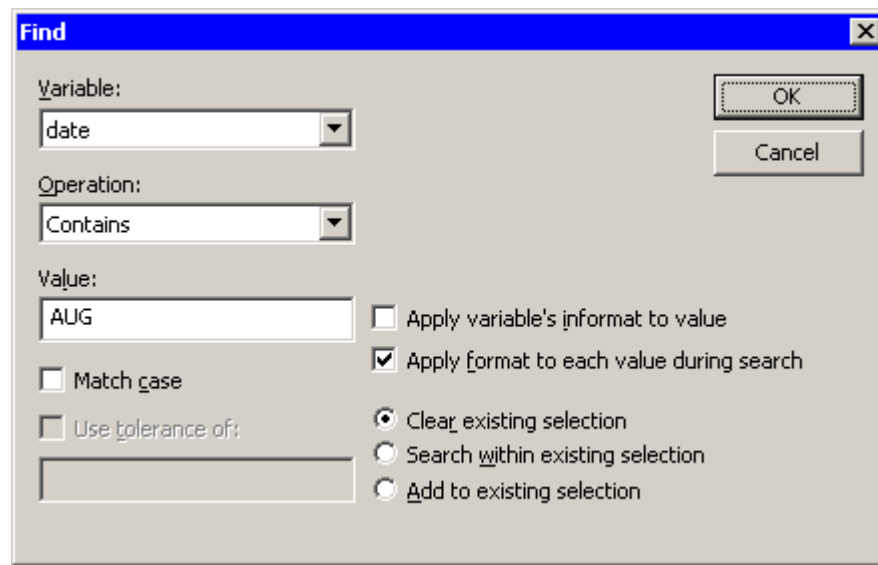 Find
Variable:
date
OK
Cancel
Operation:
Contains
Value:
AUG
Apply variable's informat to value
Apply format to each value during search
Match case
Use tolerance of:
Clear existing selection
Search within existing selection
Add to existing selection